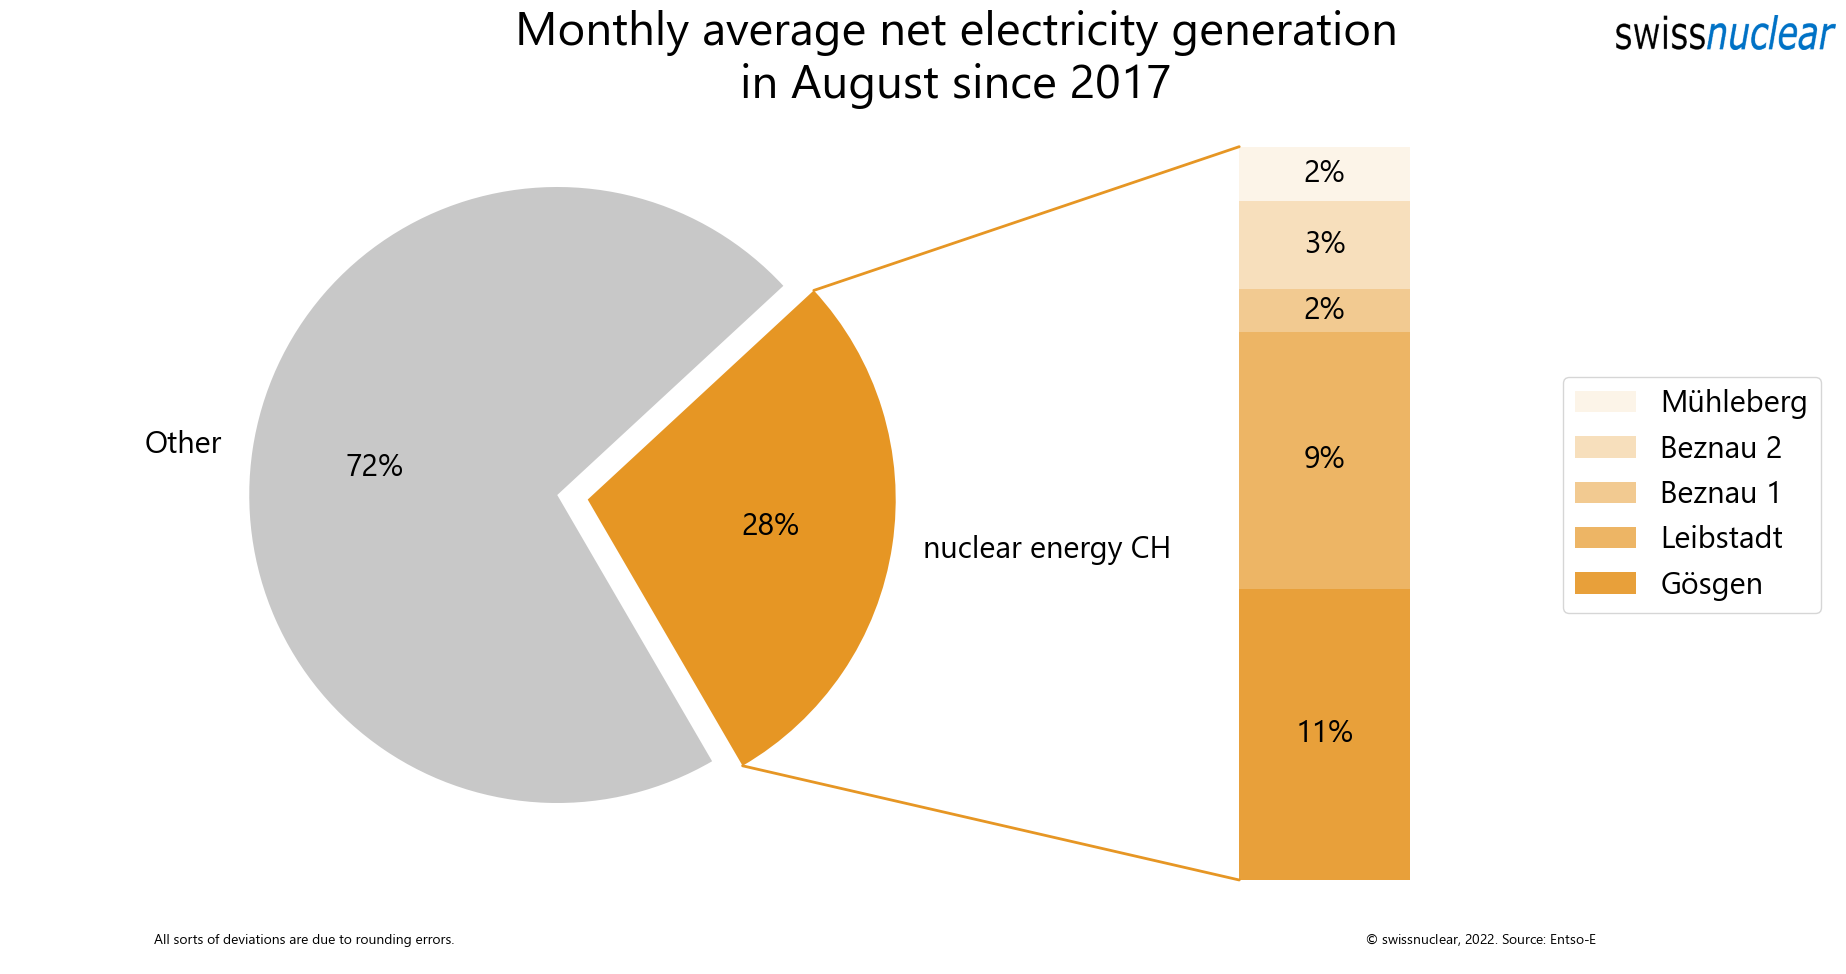 Monthly average net electricity generation
in August since 2017
swissnuclear
Other
72%
28%
nuclear energy CH
2%
3%
2%
9%
11%
Mühleberg
Beznau 2
Beznau 1
Leibstadt
Gösgen
All sorts of deviations are due to rounding errors.
© swissnuclear, 2022. Source: Entso-E